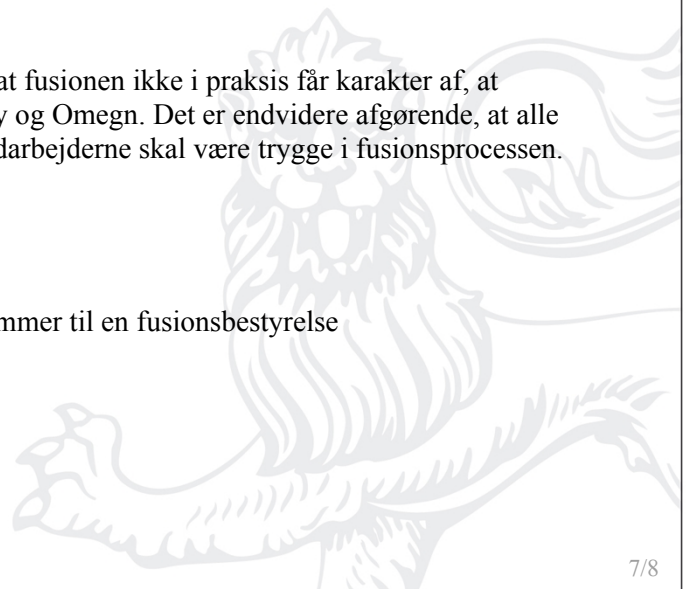 at fusionen ikke i praksis får karakter af, at
og Omegn. Det er endvidere afgørende, at alle
darbejderne skal være trygge i fusionsprocessen.
mmer til en fusionsbestyrelse
7/8